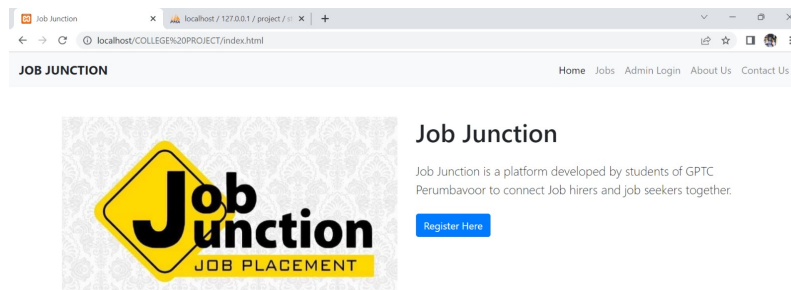 Job Junction
localhost / 127.0.0.1 / project / st
localhost/COLLEGE%20PROJECT/index.html
JOB JUNCTION
Home Jobs Admin Login About Us Contact Us
Job
Junction
JOB PLACEMENT
Job Junction
Job Junction is a platform developed by students of GPTC
Perumbavoor to connect Job hirers and job seekers together.
Register Here